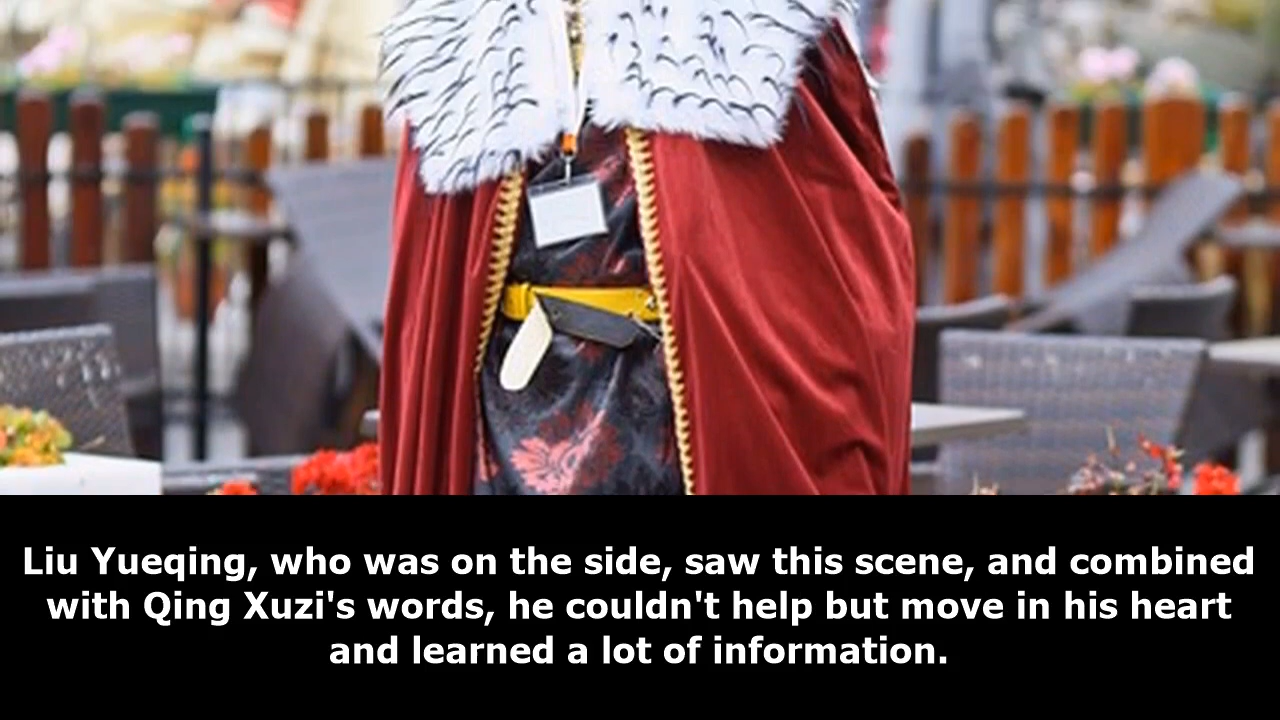 Liu Yueqing, who was on the side, saw this scene, and combined
with Qing Xuzi's words, he couldn't help but move in his heart
and learned a lot of information.